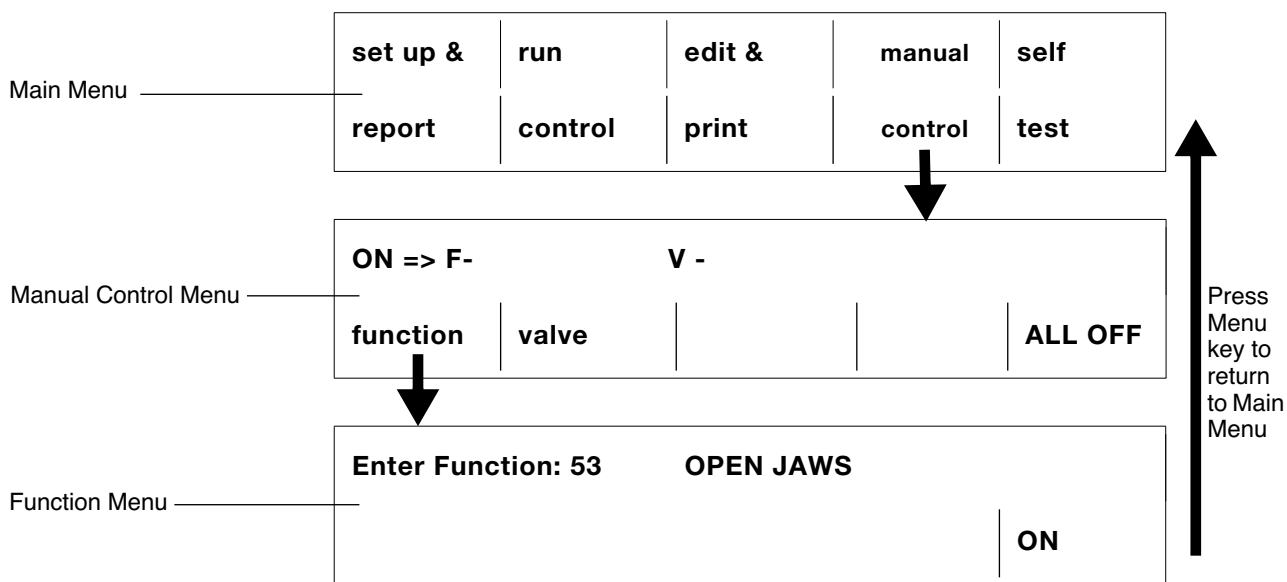 set up & run edit & manual self
Main Menu
report control print control test
ON => F- V -
Manual Control Menu
function valve ALL OFF
Press
Menu
key to
return
to Main
Menu
Enter Function: 53 OPEN JAWS
Function Menu
ON